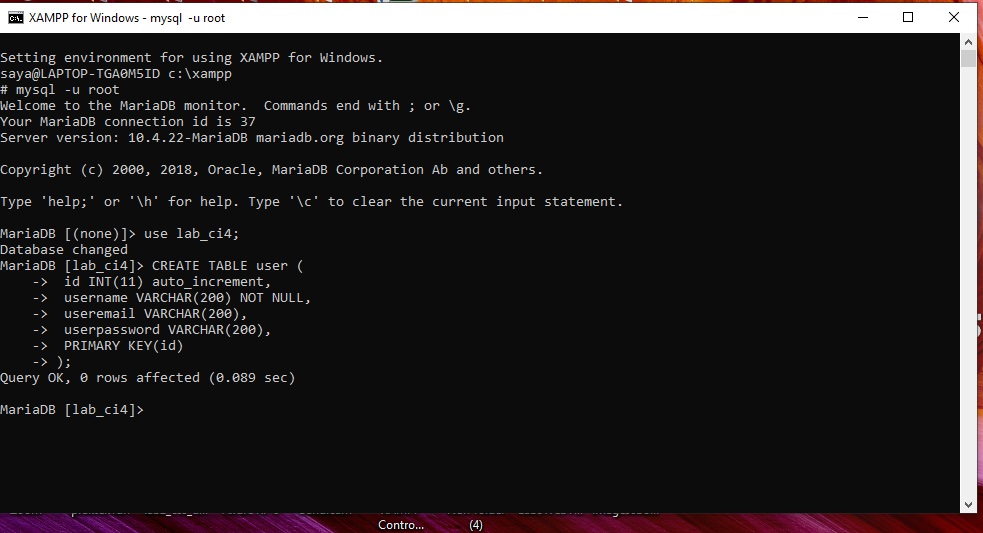 XAMPP for Windows - mysql -u root
Setting environment for using XAMPP for Windows.
saya@LAPTOP-TGA0M5ID c:\xampp
# mysql -u root
Welcome to the MariaDB monitor.  Commands end with ; or \g.
Your MariaDB connection id is 37
Server version: 10.4.22-MariaDB mariadb.org binary distribution
Copyright (c) 2000, 2018, Oracle, MariaDB Corporation Ab and others.
Type 'help;' or '\h' for help. Type '\c' to clear the current input statement.
MariaDB [(none)]> use lab_ci4;
Database changed
MariaDB [lab_ci4]> CREATE TABLE user (
    ->  id INT(11) auto_increment,
    ->  username VARCHAR(200) NOT NULL,
    ->  useremail VARCHAR(200),
    ->  userpassword VARCHAR(200),
    ->  PRIMARY KEY(id)
    -> );
Query OK, 0 rows affected (0.089 sec)
MariaDB [lab_ci4]>
Contro... (4)